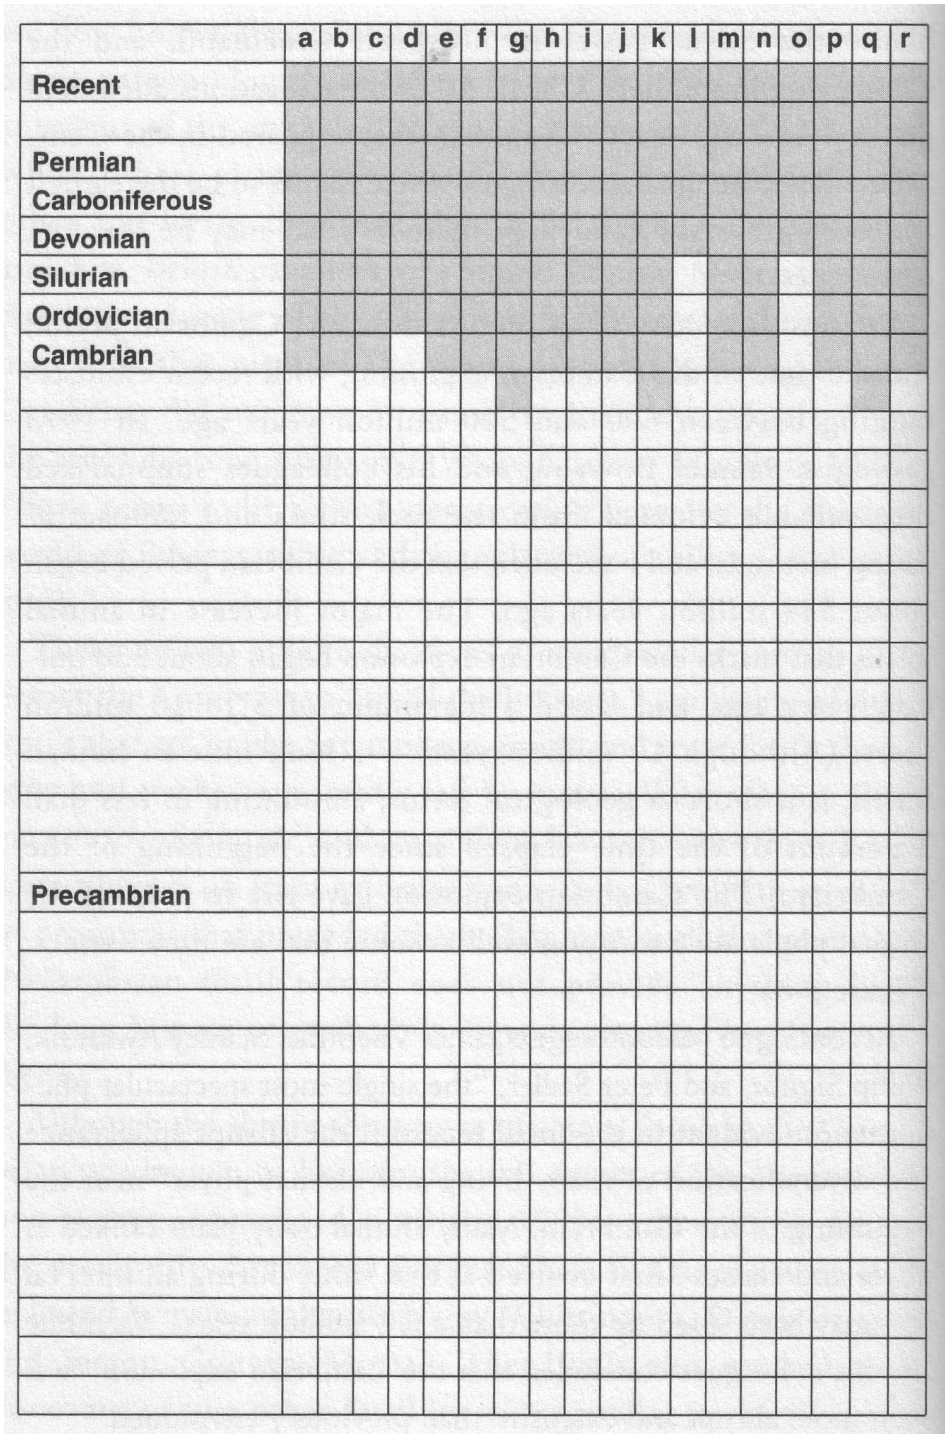 a b c d e f g h i j k l m n o p q r
Recent
Permian
Carboniferous
Devonian
Silurian
Ordovician
Cambrian
Precambrian